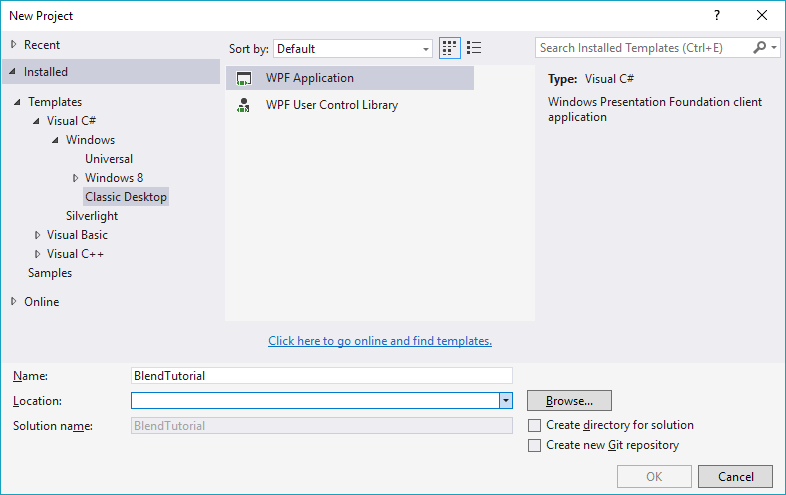 New Project
?
Recent
Installed
Templates
Visual C#
Windows
Universal
Windows 8
Classic Desktop
Silverlight
Visual Basic
Visual C++
Samples
Online
Sort by: Default
WPF Application
WPF User Control Library
Click here to go online and find templates.
Search Installed Templates (Ctrl+E)
Type: Visual C#
Windows Presentation Foundation client
application
Name: BlendTutorial
Location:
Browse...
Solution name: BlendTutorial
Create directory for solution
Create new Git repository
OK Cancel